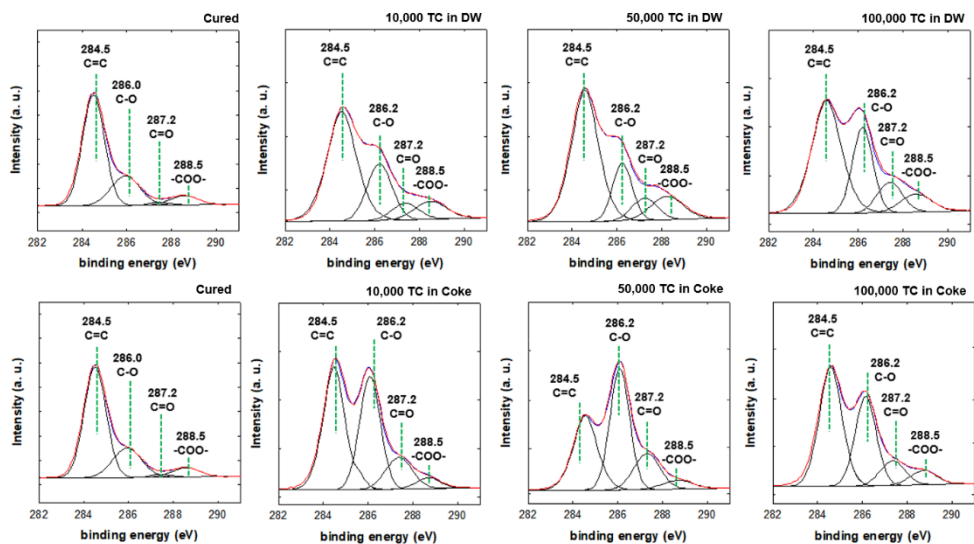 Cured
284.5
C=C
286.0
C-O
287.2
C=O
288.5
-COO-
Intensity (a. u.)
282 284 286 288 290
binding energy (eV)
10,000 TC in DW
284.5
C=C
286.2
C-O
287.2
C=O
288.5
-COO-
Intensity (a. u.)
282 284 286 288 290
binding energy (eV)
50,000 TC in DW
284.5
C=C
286.2
C-O
287.2
C=O
288.5
-COO-
Intensity (a. u.)
282 284 286 288 290
binding energy (eV)
100,000 TC in DW
284.5
C=C
286.2
C-O
287.2
C=O
288.5
-COO-
Intensity (a. u.)
282 284 286 288 290
binding energy (eV)
Cured
284.5
C=C
286.0
C-O
287.2
C=O
288.5
-COO-
Intensity (a. u.)
282 284 286 288 290
binding energy (eV)
10,000 TC in Coke
284.5
C=C
286.2
C-O
287.2
C=O
288.5
-COO-
Intensity (a. u.)
282 284 286 288 290
binding energy (eV)
50,000 TC in Coke
286.2
C-O
284.5
C=C
287.2
C=O
288.5
-COO-
Intensity (a. u.)
282 284 286 288 290
binding energy (eV)
100,000 TC in Coke
284.5
C=C
286.2
C-O
287.2
C=O
288.5
-COO-
Intensity (a. u.)
282 284 286 288 290
binding energy (eV)